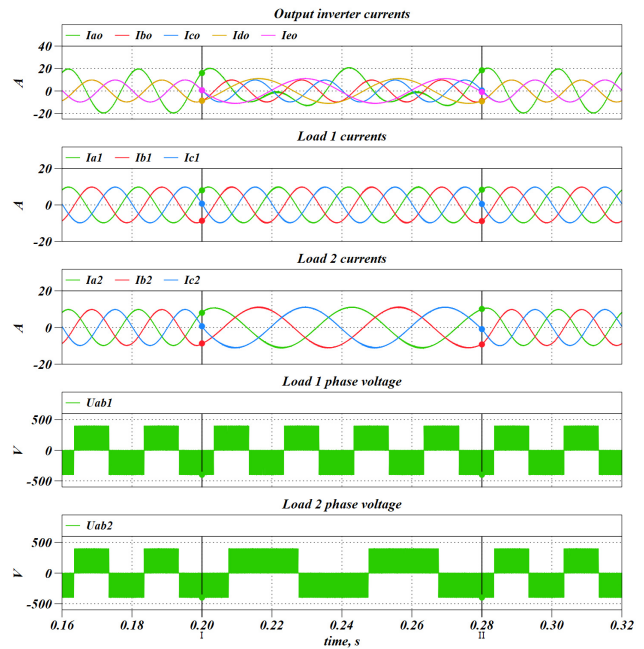 Output inverter currents
Iao Ibo Ico Ido Ieo
40
20
0
-20
A
Load 1 currents
Ia1 Ib1 Ic1
20
0
-20
A
Load 2 currents
Ia2 Ib2 Ic2
20
0
-20
A
Load 1 phase voltage
Uab1
500
0
-500
V
Load 2 phase voltage
Uab2
500
0
-500
V
0.16 0.18 0.20 0.22 0.24 0.26 0.28 0.30 0.32
I II
time, s